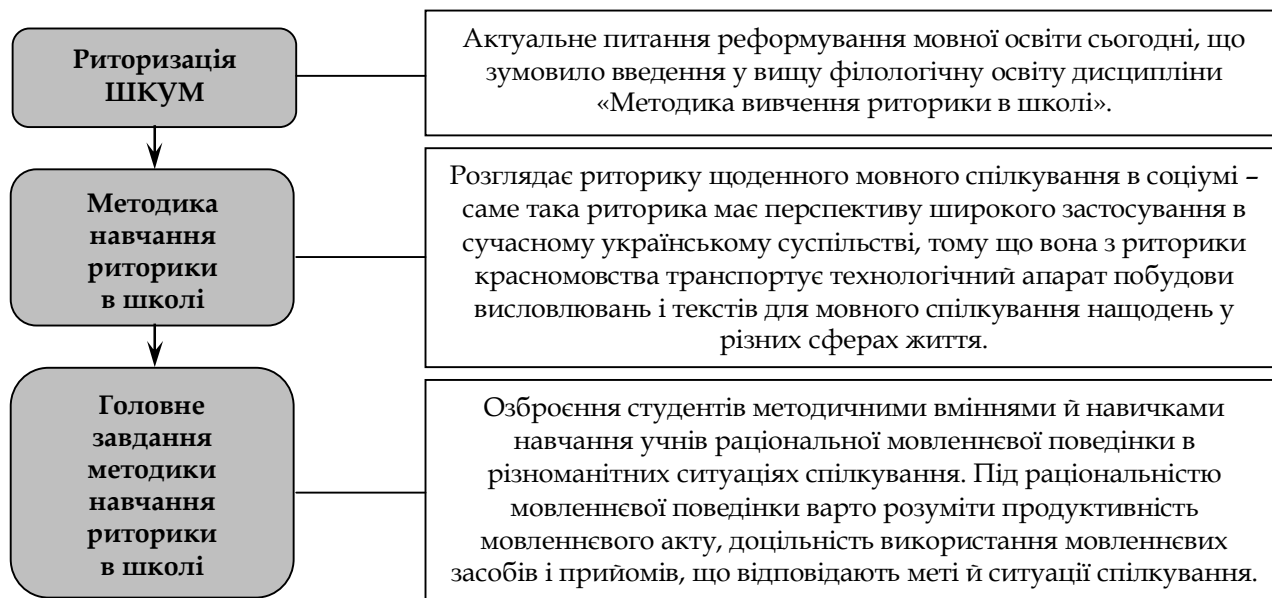 Риторизація
ШКУМ
Актуальне питання реформування мовної освіти сьогодні, що
зумовило введення у вищу філологічну освіту дисципліни
«Методика вивчення риторики в школі».
Методика
навчання
риторики
в школі
Розглядає риторику щоденного мовного спілкування в соціумі –
саме така риторика має перспективу широкого застосування в
сучасному українському суспільстві, тому що вона з риторики
красномовства транспортує технологічний апарат побудови
висловлювань і текстів для мовного спілкування нащодень у
різних сферах життя.
Головне
завдання
методики
навчання
риторики
в школі
Озброєння студентів методичними вміннями й навичками
навчання учнів раціональної мовленнєвої поведінки в
різноманітних ситуаціях спілкування. Під раціональністю
мовленнєвої поведінки варто розуміти продуктивність
мовленнєвого акту, доцільність використання мовленнєвих
засобів і прийомів, що відповідають меті й ситуації спілкування.